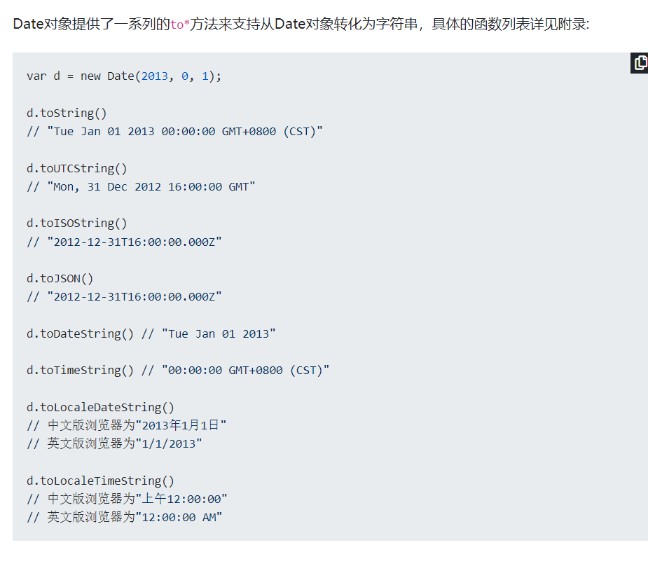 Date对象提供了一系列的to*方法来支持从Date对象转化为字符串，具体的函数列表详见附录:
var d = new Date(2013, 0, 1);
d.toString()
// "Tue Jan 01 2013 00:00:00 GMT+0800 (CST)"
d.toUTCString()
// "Mon, 31 Dec 2012 16:00:00 GMT"
d.toISOString()
// "2012-12-31T16:00:00.000Z"
d.toJSON()
// "2012-12-31T16:00:00.000Z"
d.toDateString() // "Tue Jan 01 2013"
d.toTimeString() // "00:00:00 GMT+0800 (CST)"
d.toLocaleDateString()
// 中文版浏览器为"2013年1月1日"
// 英文版浏览器为"1/1/2013"
d.toLocaleTimeString()
// 中文版浏览器为"上午12:00:00"
// 英文版浏览器为"12:00:00 AM"